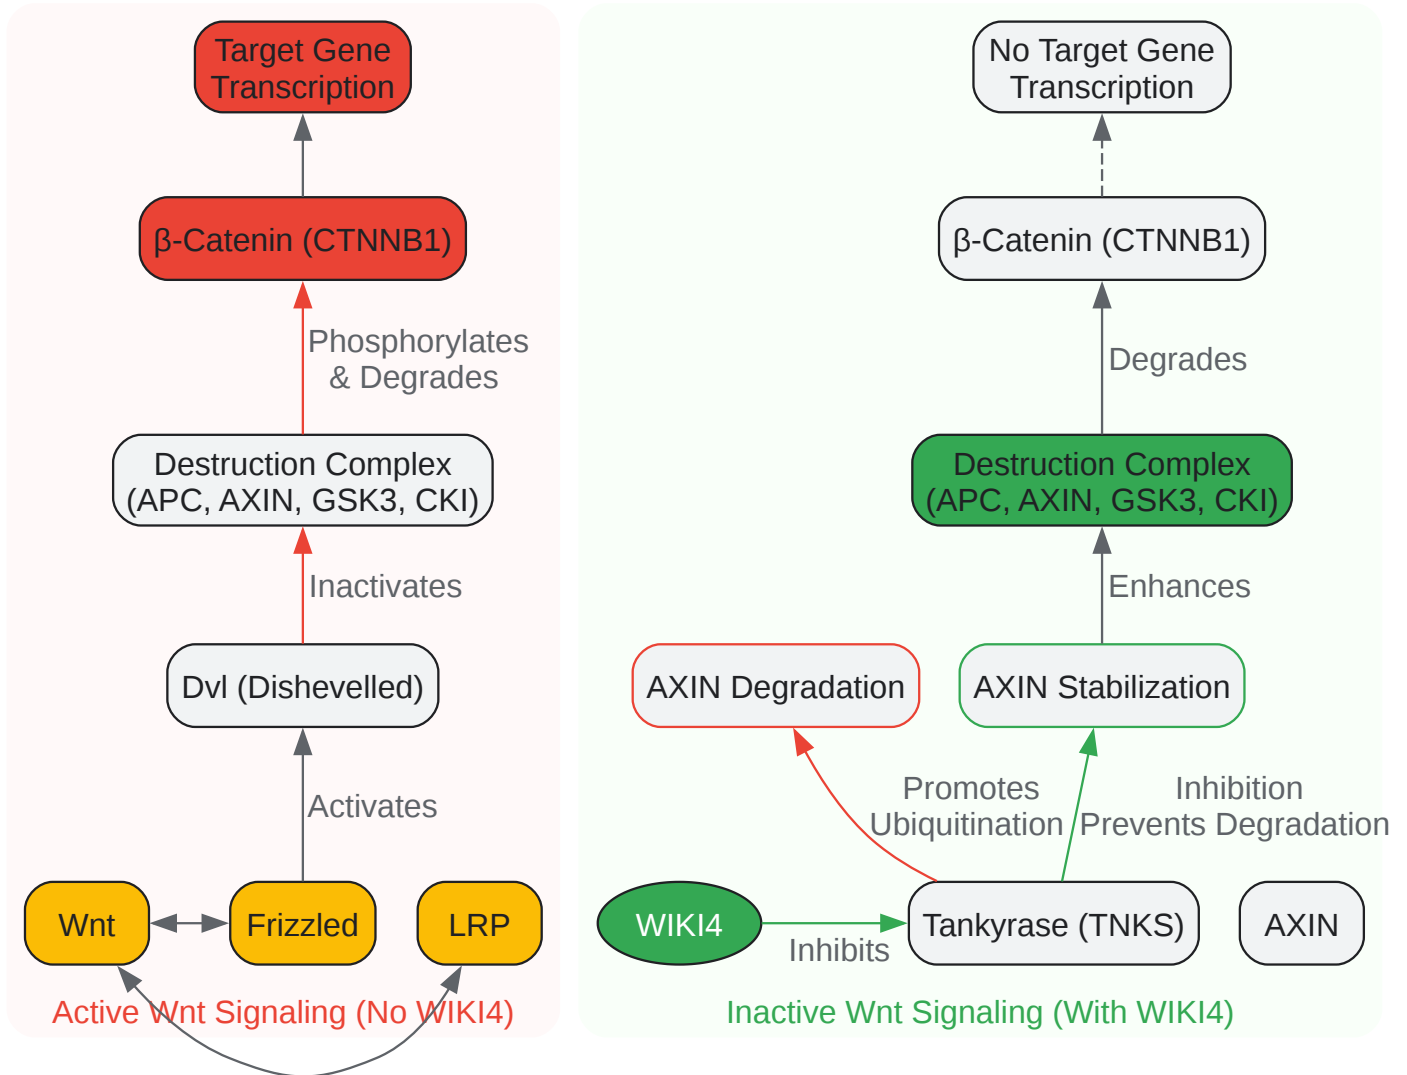 Target Gene
Transcription
β-Catenin (CTNNB1)
Phosphorylates
& Degrades
Destruction Complex
(APC, AXIN, GSK3, CKI)
Inactivates
Dvl (Dishevelled)
Activates
Wnt
Frizzled
LRP
Active Wnt Signaling (No WIKI4)
No Target Gene
Transcription
β-Catenin (CTNNB1)
Degrades
Destruction Complex
(APC, AXIN, GSK3, CKI)
Enhances
AXIN Degradation
AXIN Stabilization
Promotes
Ubiquitination
Inhibition
Prevents Degradation
WIKI4
Inhibits
Tankyrase (TNKS)
AXIN
Inactive Wnt Signaling (With WIKI4)